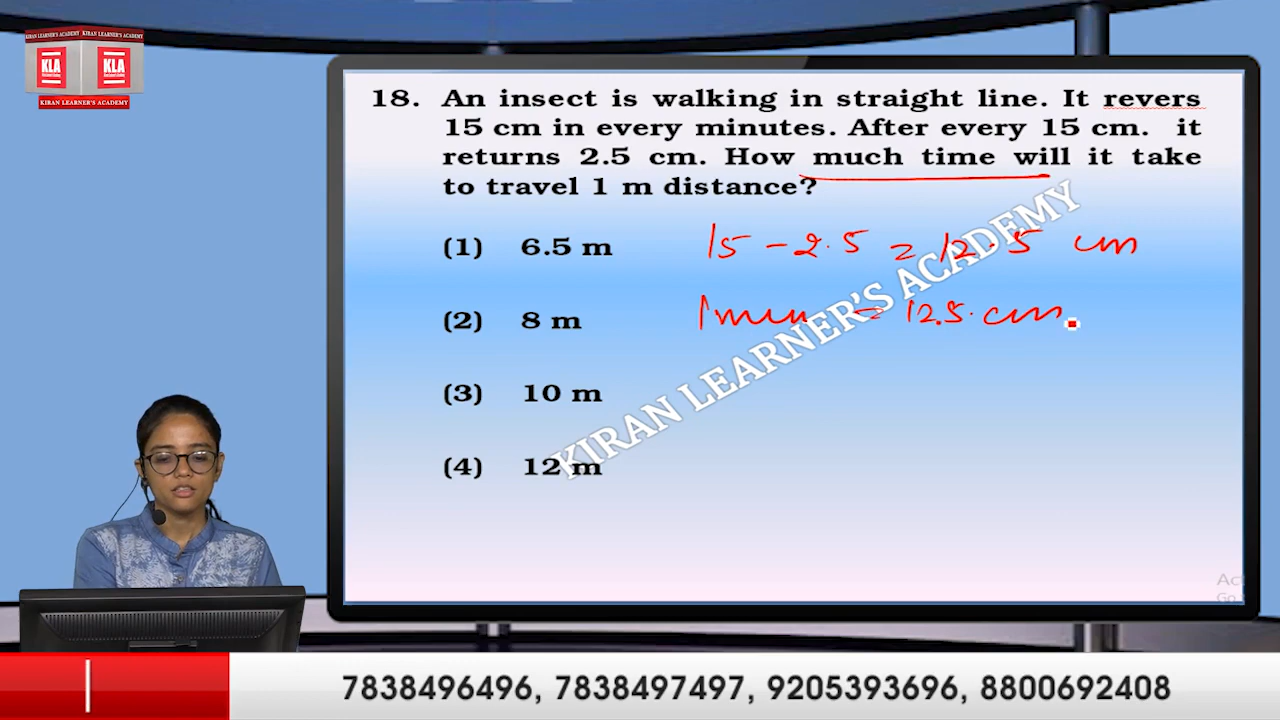 KIRAN LEARNER'S ACADEMY KIRAN LEARNER'S ACADEMY
KLA KLA
KIRAN LEARNER'S ACADEMY
18. An insect is walking in straight line. It revers
15 cm in every minutes. After every 15 cm. it
returns 2.5 cm. How much time will it take
to travel 1 m distance?
(1) 6.5 m
15 - 2.5 = 12.5 cm
(2) 8 m
1 min = 12.5 cm
(3) 10 m
(4) 12 m
KIRAN LEARNER'S ACADEMY
7838496496, 7838497497, 9205393696, 8800692408